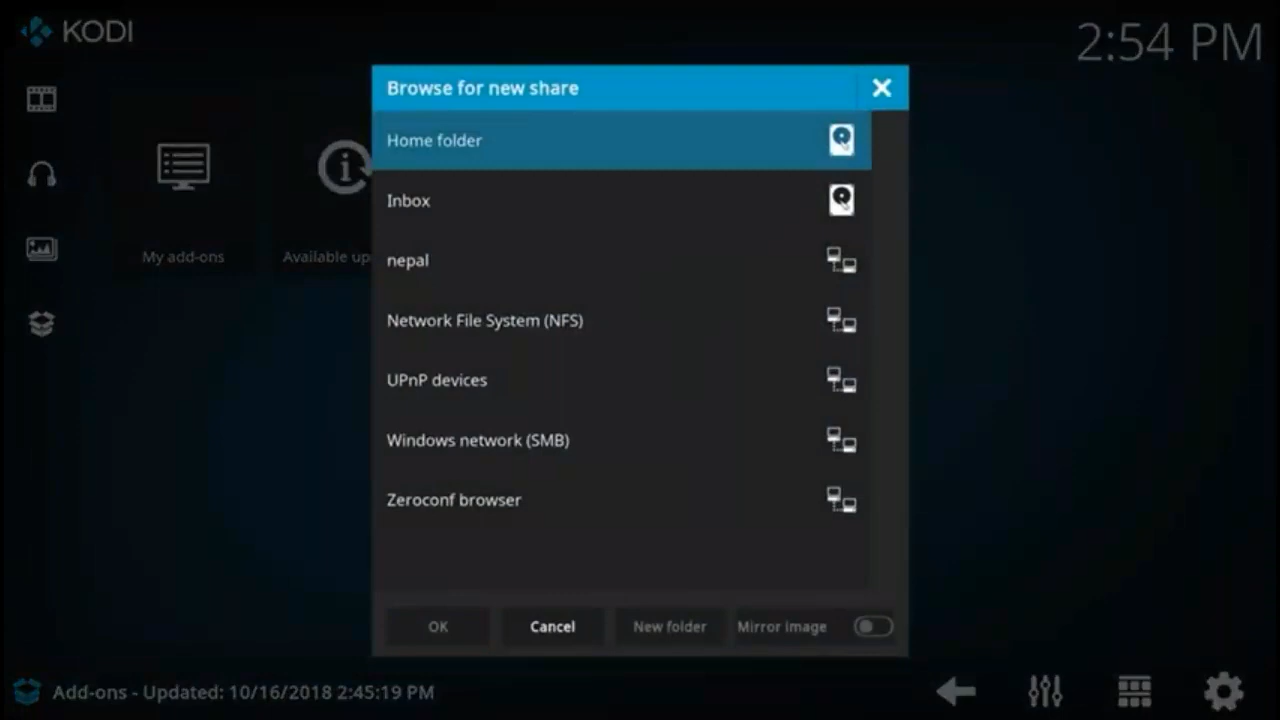 KODI
2:54 PM
Browse for new share
Home folder
Inbox
nepal
Network File System (NFS)
UPnP devices
Windows network (SMB)
Zeroconf browser
My add-ons
Available up
OK
Cancel
New folder
Mirror image
Add-ons - Updated: 10/16/2018 2:45:19 PM